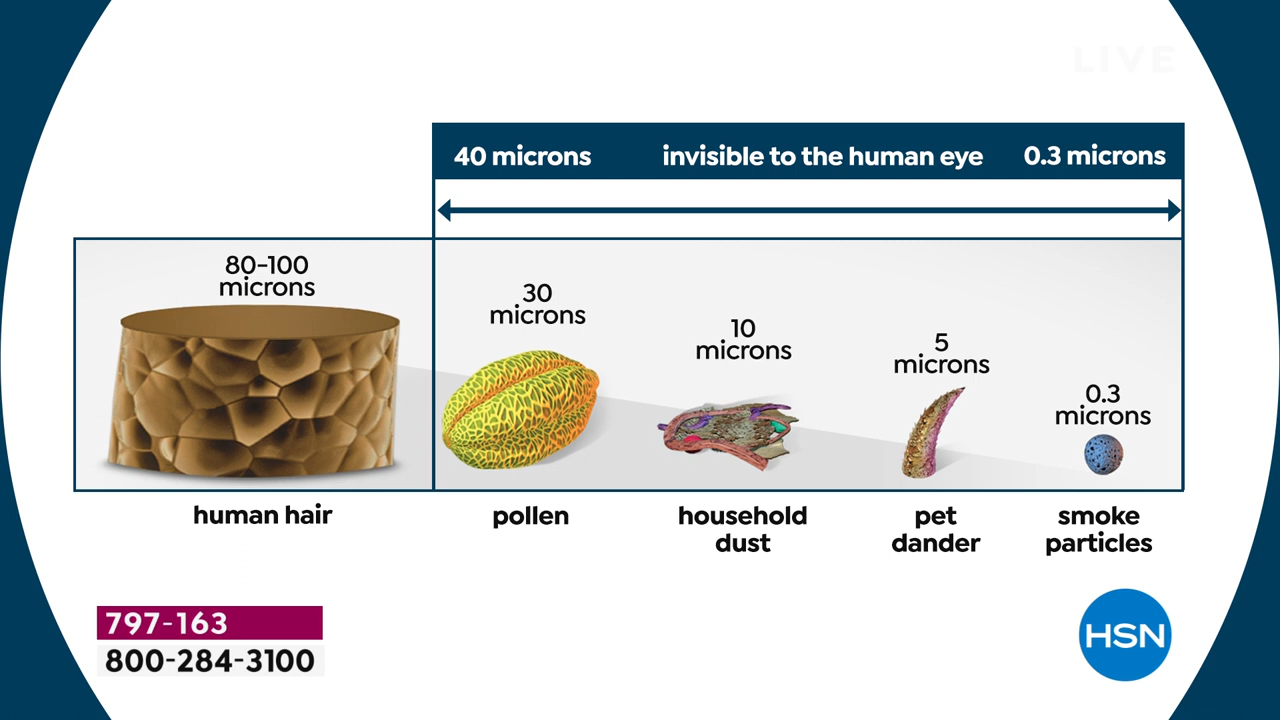 LIVE
40 microns invisible to the human eye 0.3 microns
80-100
microns
30
microns
10
microns
5
microns
0.3
microns
human hair
pollen
household
dust
pet
dander
smoke
particles
797-163
800-284-3100
HSN